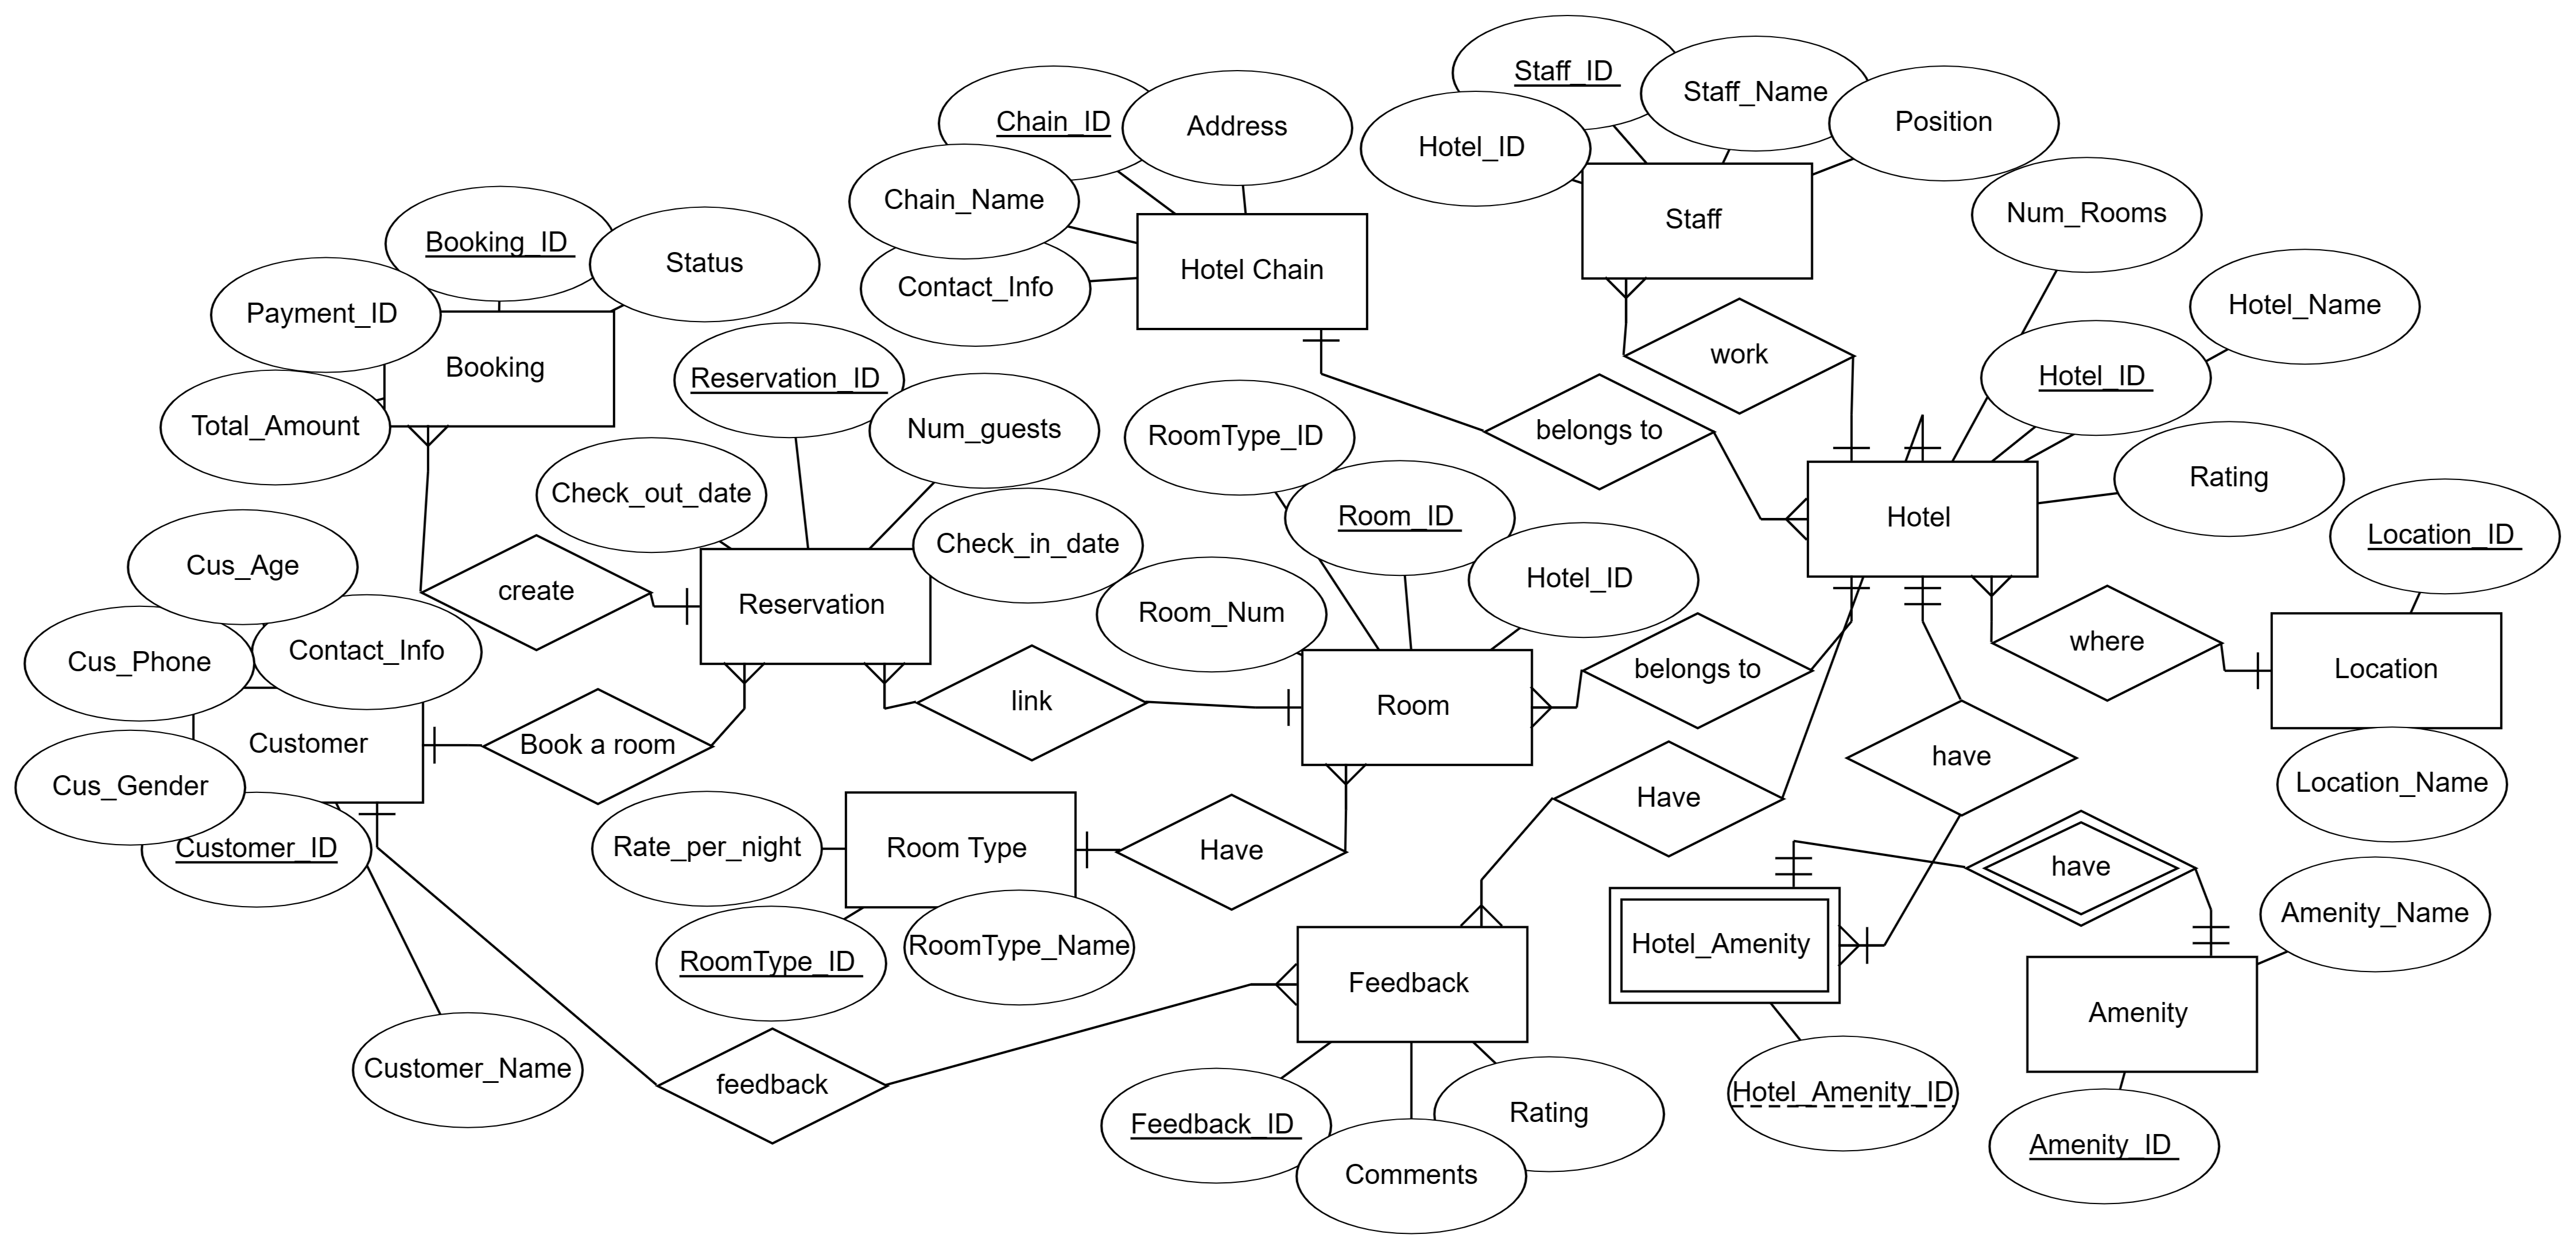 Staff_ID
Staff_Name
Position
Hotel_ID
Staff
Chain_ID
Address
Chain_Name
Contact_Info
Hotel Chain
Num_Rooms
Hotel_Name
Hotel_ID
Rating
Booking_ID
Status
Payment_ID
Booking
Total_Amount
Reservation_ID
Num_guests
Check_out_date
Check_in_date
work
belongs to
RoomType_ID
Room_ID
Hotel_ID
Room_Num
Hotel
Location_ID
Cus_Age
create
Reservation
Cus_Phone
Contact_Info
where
Location
belongs to
link
Room
Customer
Book a room
have
Location_Name
Cus_Gender
Customer_ID
Rate_per_night
Room Type
Have
Have
have
Amenity_Name
RoomType_ID
RoomType_Name
Hotel_Amenity
Feedback
Amenity
Customer_Name
feedback
Feedback_ID
Rating
Comments
Hotel_Amenity_ID
Amenity_ID